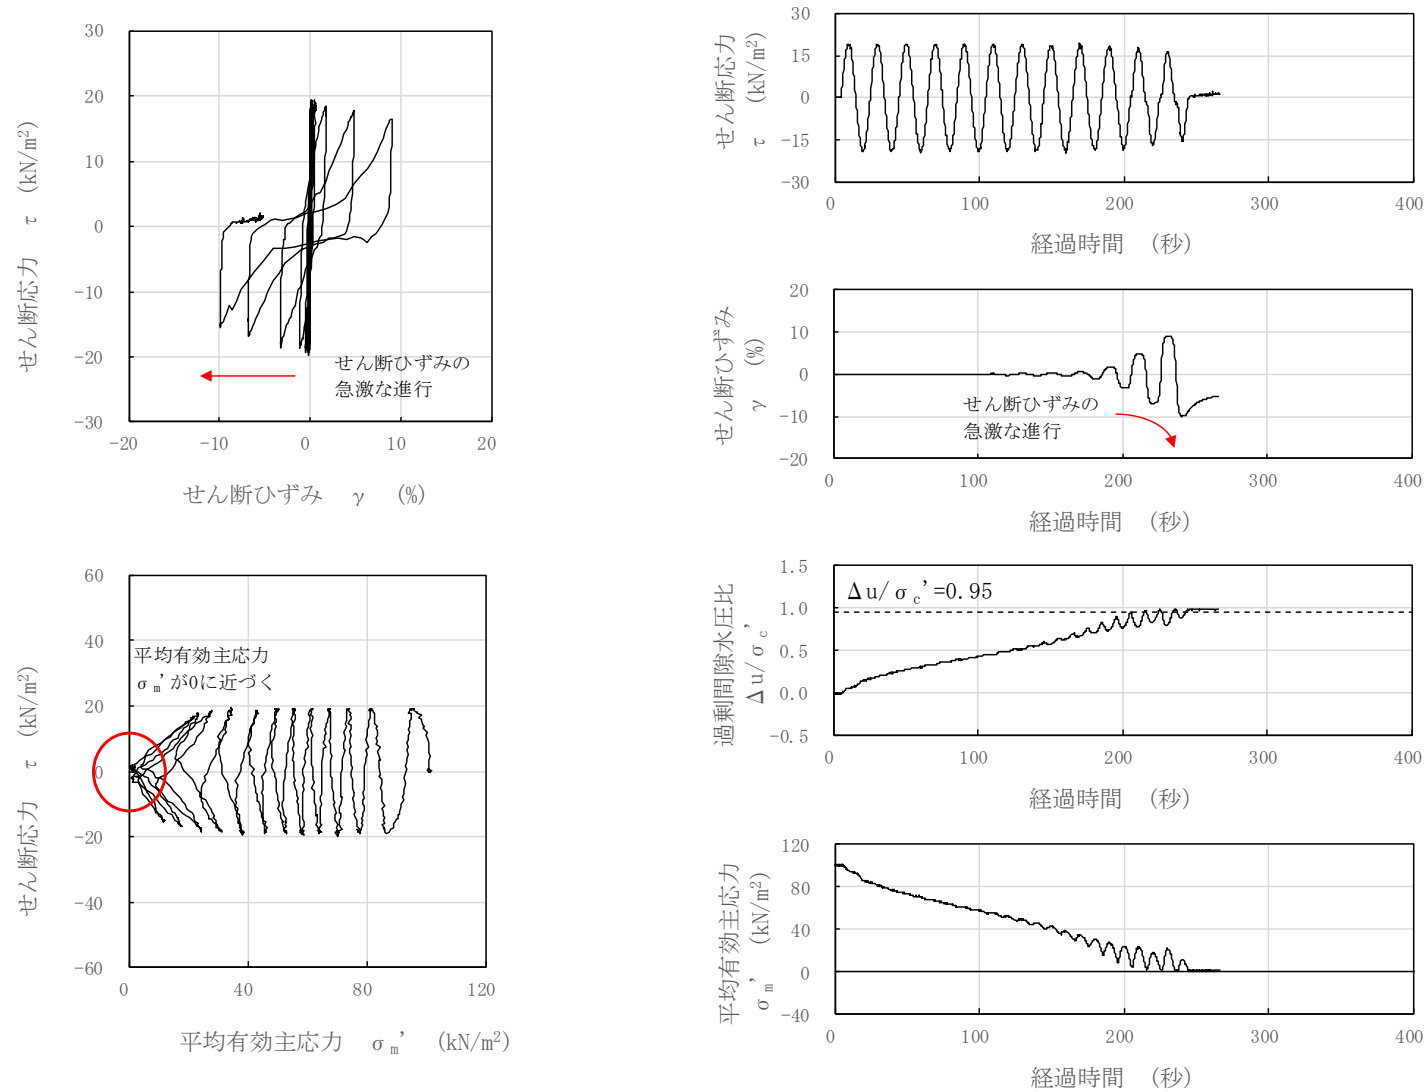 30
20
10
0
-10
-20
-30
-20
-10
0
10
20
せん断応力 τ (kN/m²)
せん断ひずみ γ (%)
せん断ひずみの
急激な進行
60
40
20
0
-20
-40
-60
0
40
80
120
せん断応力 τ (kN/m²)
平均有効主応力 σm' (kN/m²)
平均有効主応力
σm'が0に近づく
30
15
0
-15
-30
0
100
200
300
400
せん断応力
τ (kN/m²)
経過時間 (秒)
20
10
0
-10
-20
0
100
200
300
400
せん断ひずみ
γ (%)
せん断ひずみの
急激な進行
経過時間 (秒)
1.5
1.0
0.5
0.0
-0.5
0
100
200
300
400
過剰間隙水圧比
Δu/σc'
Δu/σc'=0.95
経過時間 (秒)
120
80
40
0
-40
0
100
200
300
400
平均有効主応力
σm' (kN/m²)
経過時間 (秒)